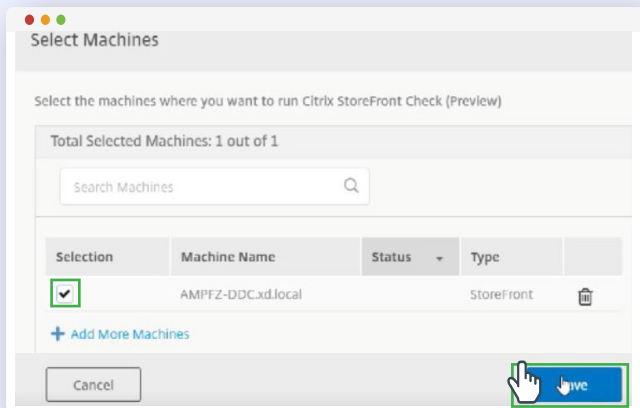 Select Machines
Select the machines where you want to run Citrix StoreFront Check (Preview)
Total Selected Machines: 1 out of 1
Search Machines
Selection Machine Name Status Type
AMPFZ-DDC.xd.local StoreFront
+ Add More Machines
Cancel